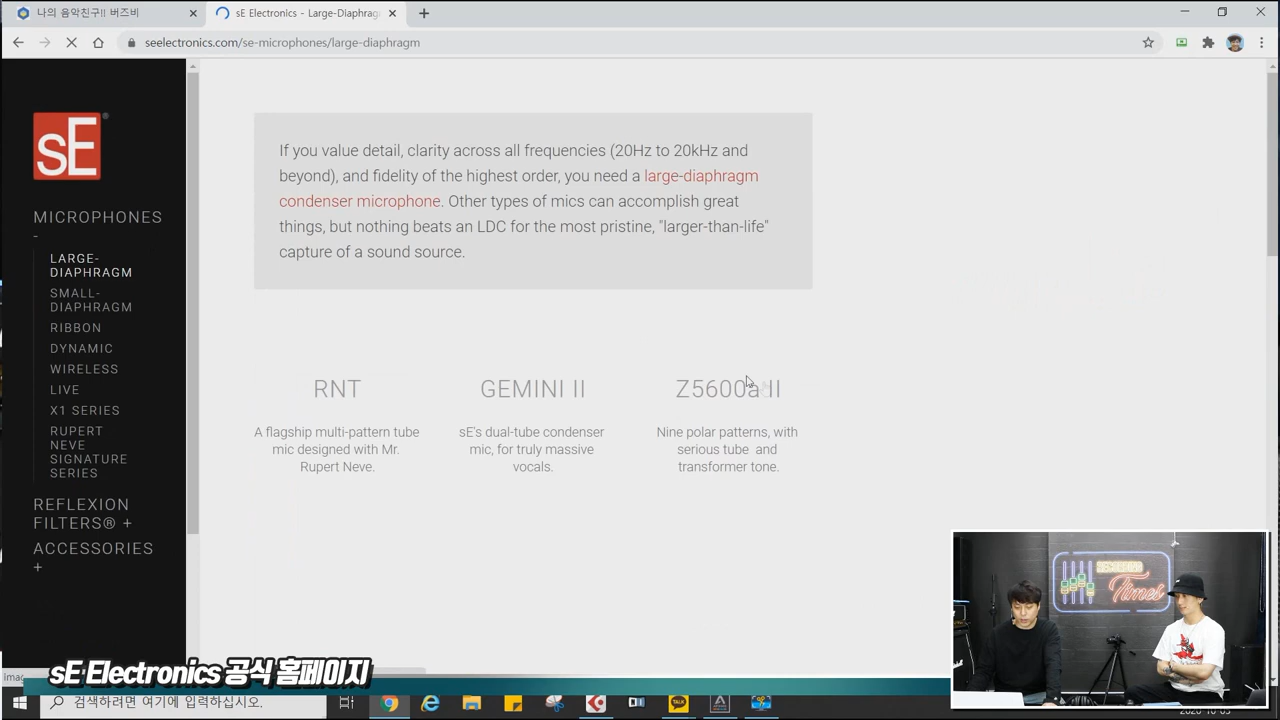 나의 음악친구!! 버즈비
sE Electronics - Large-Diaphrag
seelectronics.com/se-microphones/large-diaphragm
sE
®
MICROPHONES
-
LARGE-
DIAPHRAGM
SMALL-
DIAPHRAGM
RIBBON
DYNAMIC
WIRELESS
LIVE
X1 SERIES
RUPERT
NEVE
SIGNATURE
SERIES
REFLEXION
FILTERS® +
ACCESSORIES
+
If you value detail, clarity across all frequencies (20Hz to 20kHz and
beyond), and fidelity of the highest order, you need a large-diaphragm
condenser microphone. Other types of mics can accomplish great
things, but nothing beats an LDC for the most pristine, "larger-than-life"
capture of a sound source.
RNT
A flagship multi-pattern tube
mic designed with Mr.
Rupert Neve.
GEMINI II
sE's dual-tube condenser
mic, for truly massive
vocals.
Z5600a II
Nine polar patterns, with
serious tube and
transformer tone.
Times
sE Electronics 공식 홈페이지
검색하려면 여기에 입력하십시오.
TALK